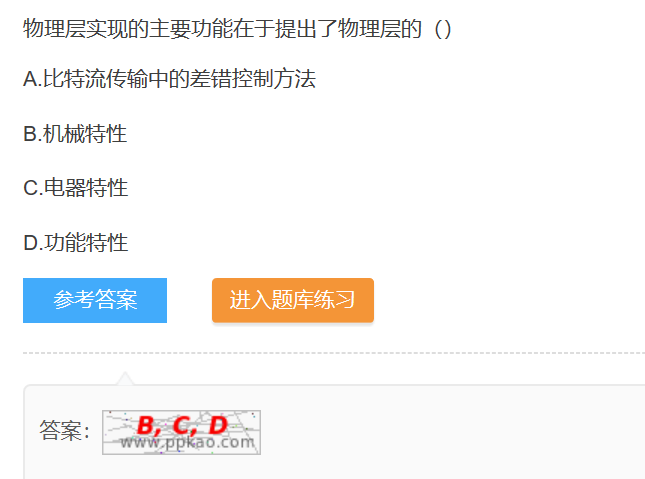 物理层实现的主要功能在于提出了物理层的（）
A.比特流传输中的差错控制方法
B.机械特性
C.电器特性
D.功能特性
参考答案
进入题库练习
答案：
B, C, D
www.ppkao.com